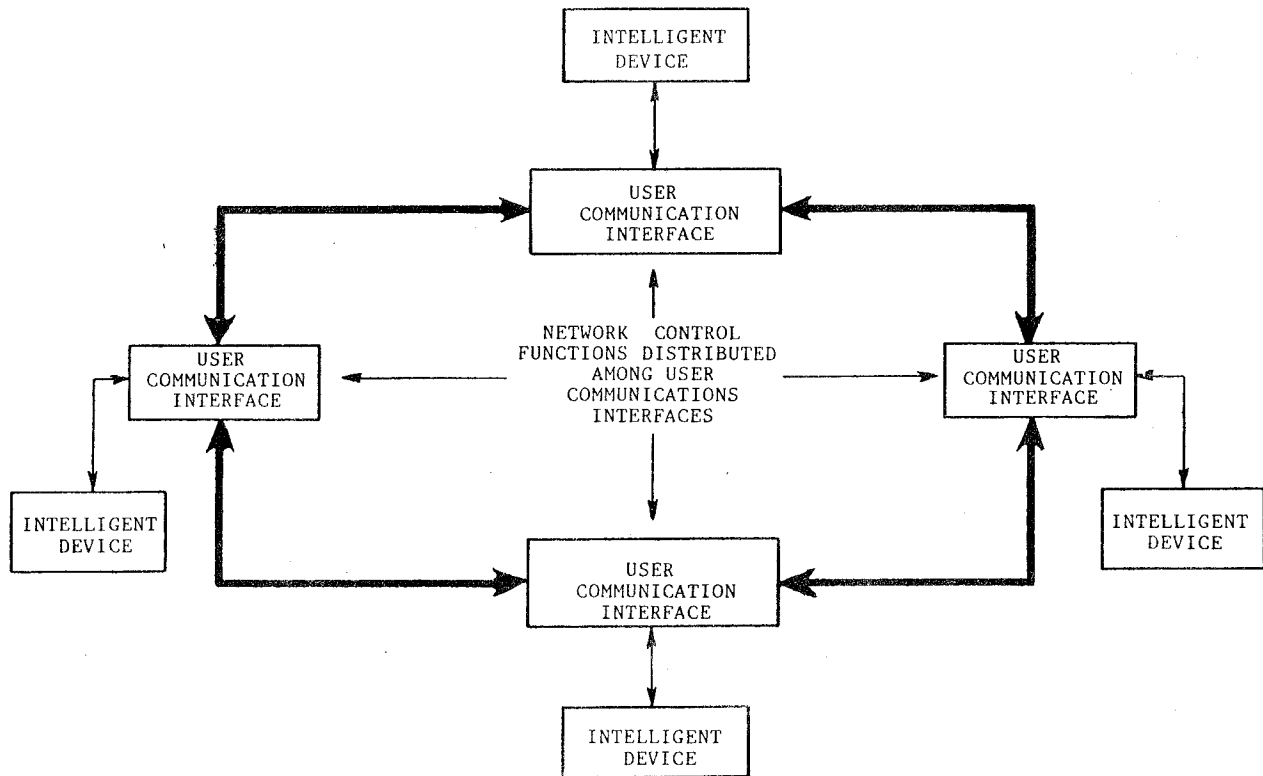 INTELLIGENT
DEVICE
USER
COMMUNICATION
INTERFACE
NETWORK CONTROL
FUNCTIONS DISTRIBUTED
AMONG USER
COMMUNICATIONS
INTERFACES
USER
COMMUNICATION
INTERFACE
USER
COMMUNICATION
INTERFACE
INTELLIGENT
DEVICE
INTELLIGENT
DEVICE
USER
COMMUNICATION
INTERFACE
INTELLIGENT
DEVICE